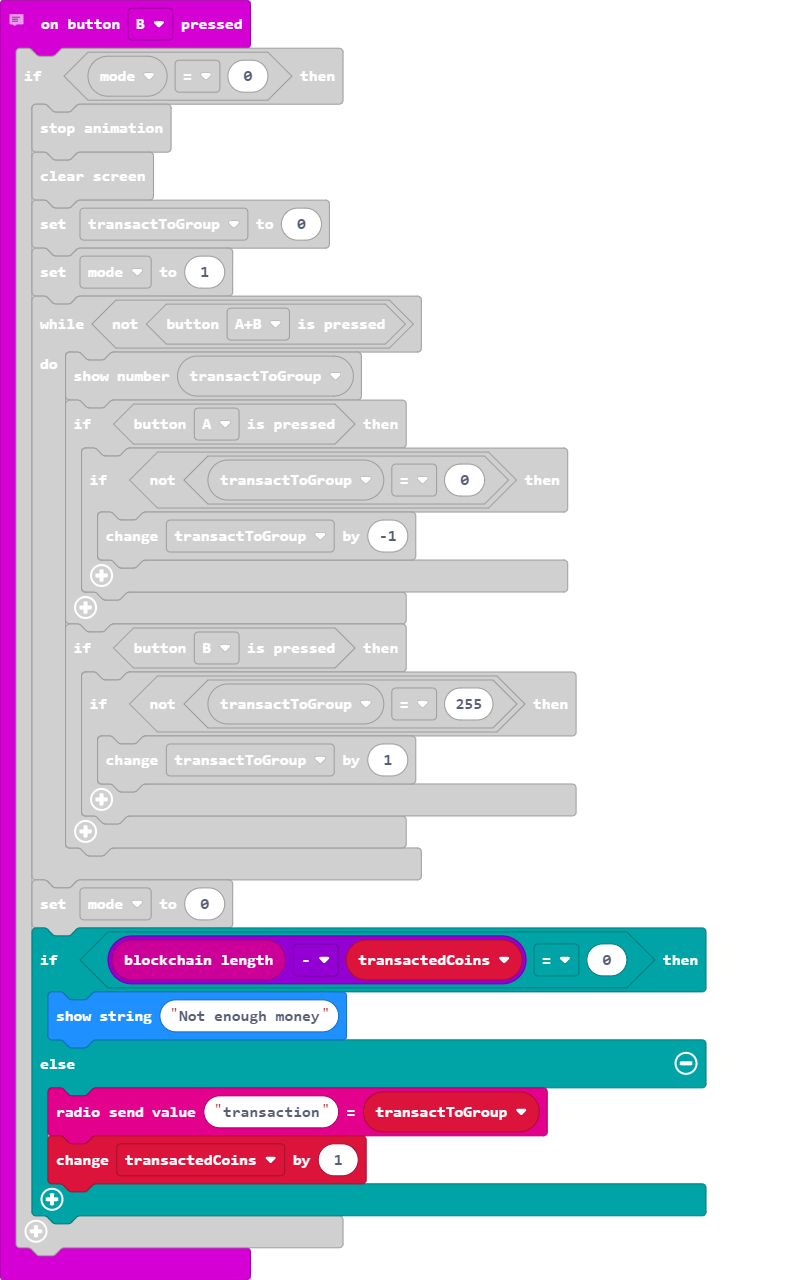 on button B pressed
if mode = 0 then
stop animation
clear screen
set transactToGroup to 0
set mode to 1
while not button A+B is pressed
do
show number transactToGroup
if button A is pressed then
if not transactToGroup = 0 then
change transactToGroup by -1
if button B is pressed then
if not transactToGroup = 255 then
change transactToGroup by 1
set mode to 0
if blockchain length - transactedCoins = 0 then
show string "Not enough money"
else
radio send value "transaction" = transactToGroup
change transactedCoins by 1